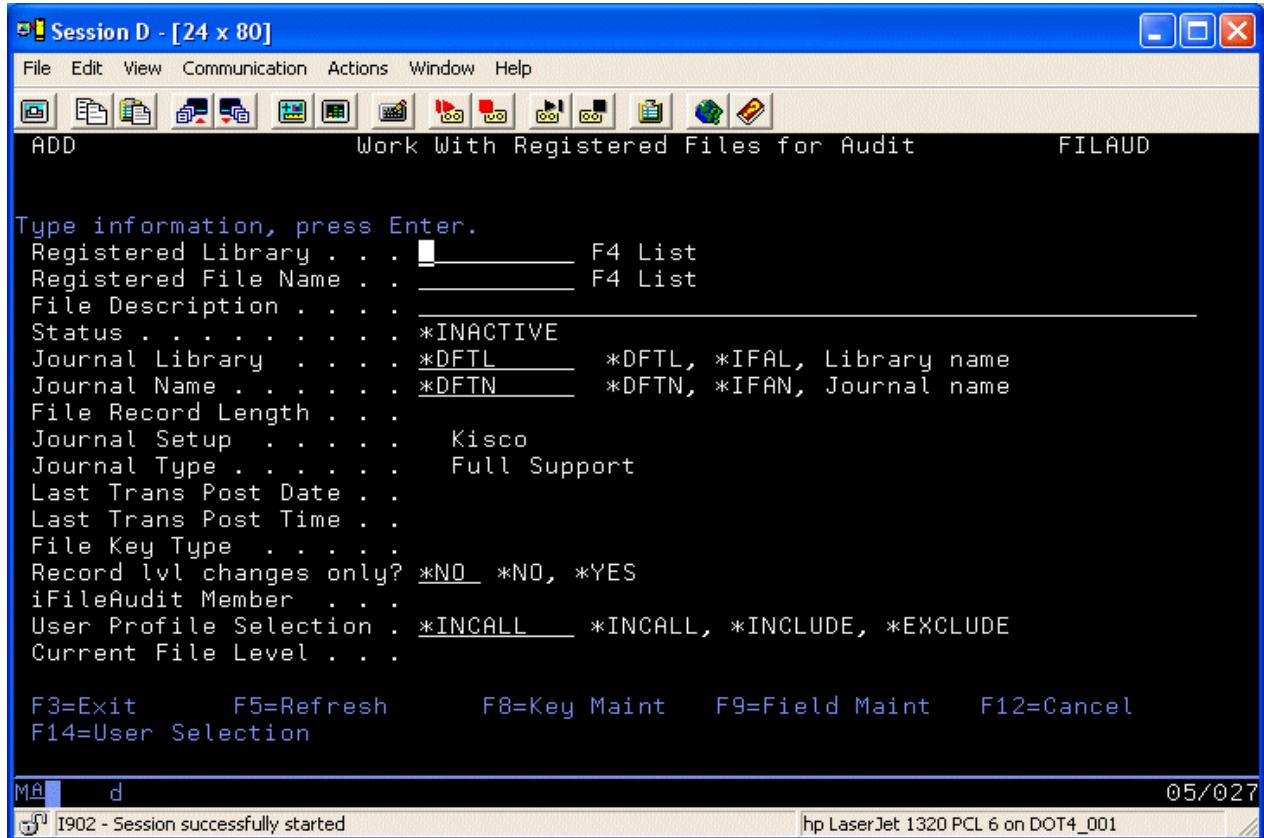 Session D - [24 x 80]
File Edit View Communication Actions Window Help
ADD Work With Registered Files for Audit FILAUD
Type information, press Enter.
Registered Library . . . __________ F4 List
Registered File Name . . __________ F4 List
File Description . . . . __________________________________________________
Status . . . . . . . . . *INACTIVE
Journal Library . . . . *DFTL *DFTL, *IFAL, Library name
Journal Name . . . . . . *DFTN *DFTN, *IFAN, Journal name
File Record Length . . .
Journal Setup . . . . . Kisco
Journal Type . . . . . . Full Support
Last Trans Post Date . .
Last Trans Post Time . .
File Key Type . . . . .
Record lvl changes only? *NO *NO, *YES
iFileAudit Member . . .
User Profile Selection . *INCALL *INCALL, *INCLUDE, *EXCLUDE
Current File Level . . .
F3=Exit F5=Refresh F8=Key Maint F9=Field Maint F12=Cancel
F14=User Selection
MA d 05/027
I902 - Session successfully started hp LaserJet 1320 PCL 6 on DOT4_001